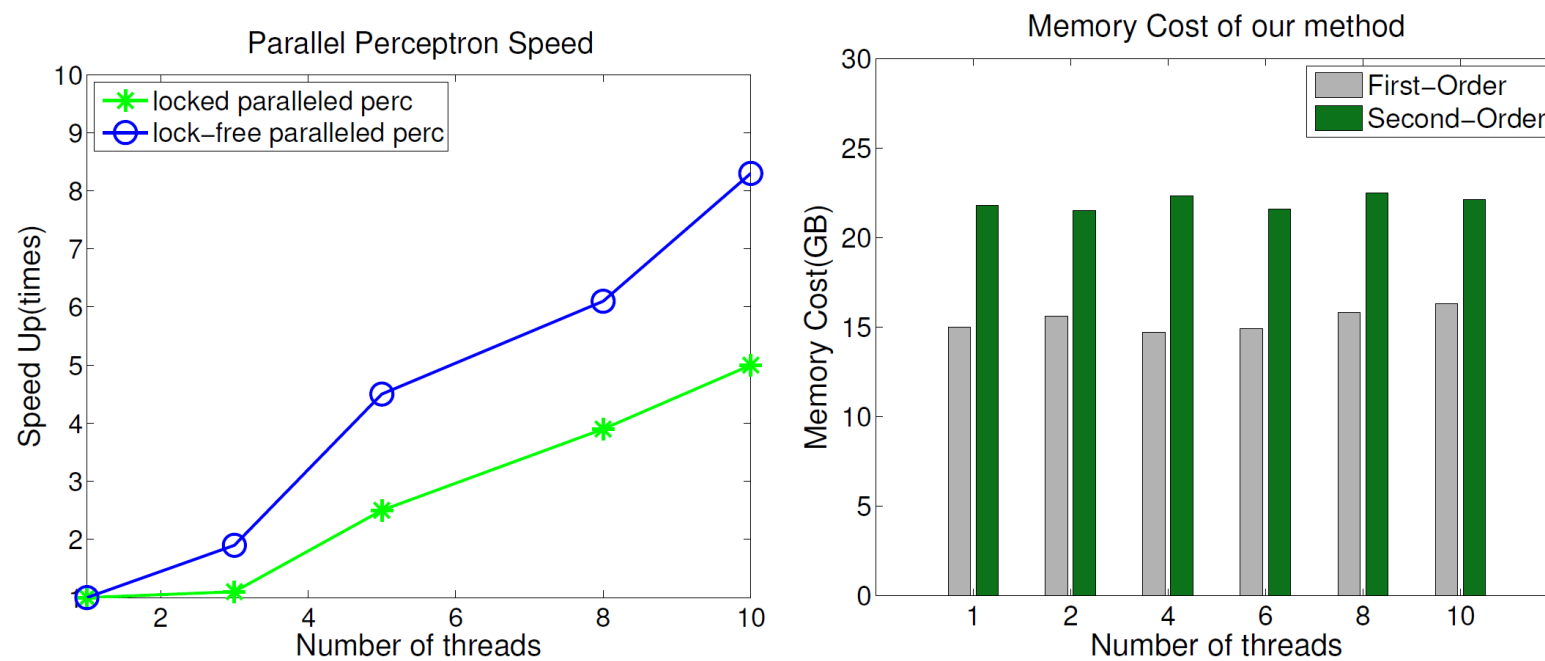 Parallel Perceptron Speed
10
9
8
7
6
5
4
3
2
1
Speed Up(times)
locked paralleled perc
lock-free paralleled perc
2 4 6 8 10
Number of threads
Memory Cost of our method
30
25
20
15
10
5
0
Memory Cost(GB)
First-Order
Second-Order
1 2 4 6 8 10
Number of threads